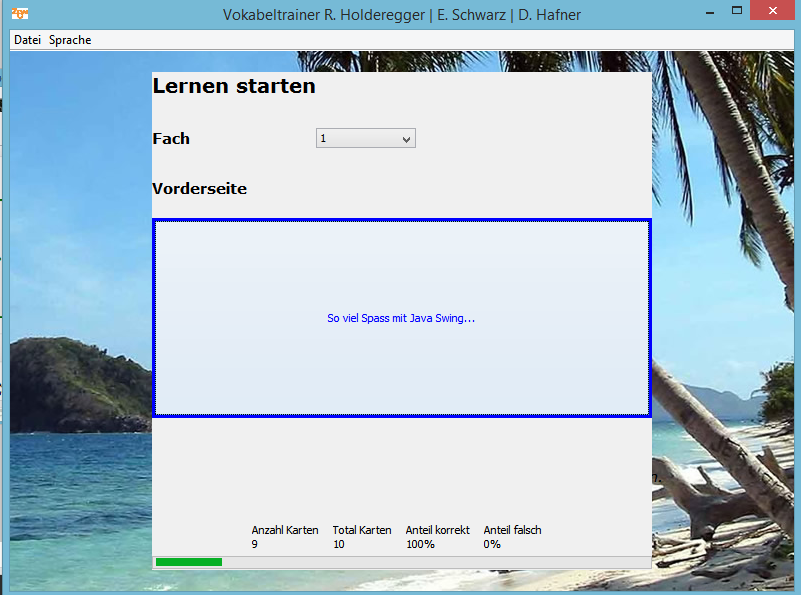 Vokabeltrainer R. Holderegger | E. Schwarz | D. Hafner
Datei Sprache
Lernen starten
Fach 1
Vorderseite
So viel Spass mit Java Swing...
Anzahl Karten Total Karten Anteil korrekt Anteil falsch
9 10 100% 0%